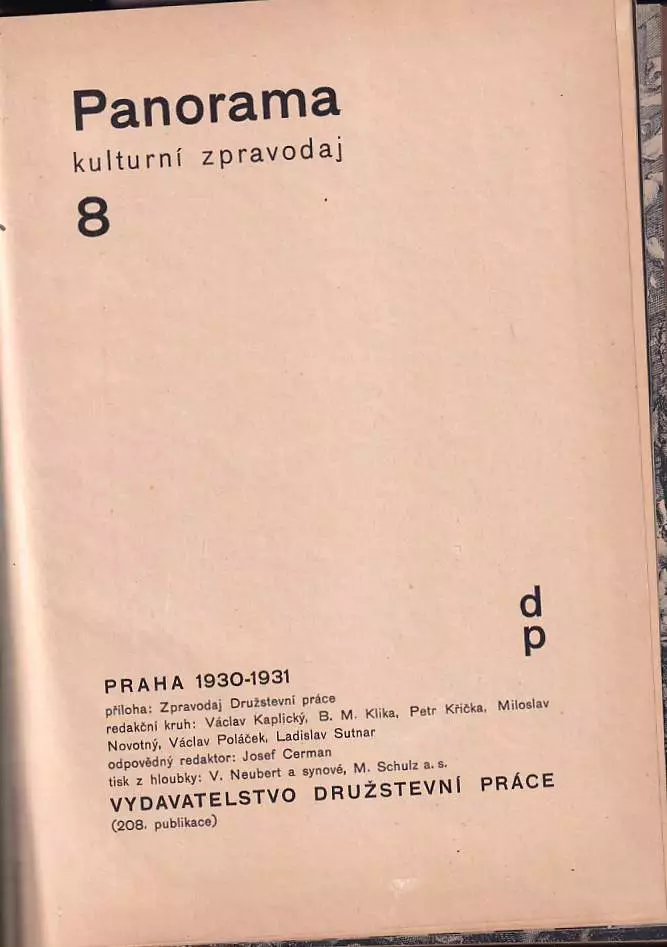 Panorama
kulturní zpravodaj
8
d
p
PRAHA 1930-1931
příloha: Zpravodaj Družstevní práce
redakční kruh: Václav Kaplický, B. M. Klika, Petr Křička, Miloslav
Novotný, Václav Poláček, Ladislav Sutnar
odpovědný redaktor: Josef Cerman
tisk z hloubky: V. Neubert a synové, M. Schulz a. s.
VYDAVATELSTVO DRUŽSTEVNÍ PRÁCE
(208. publikace)